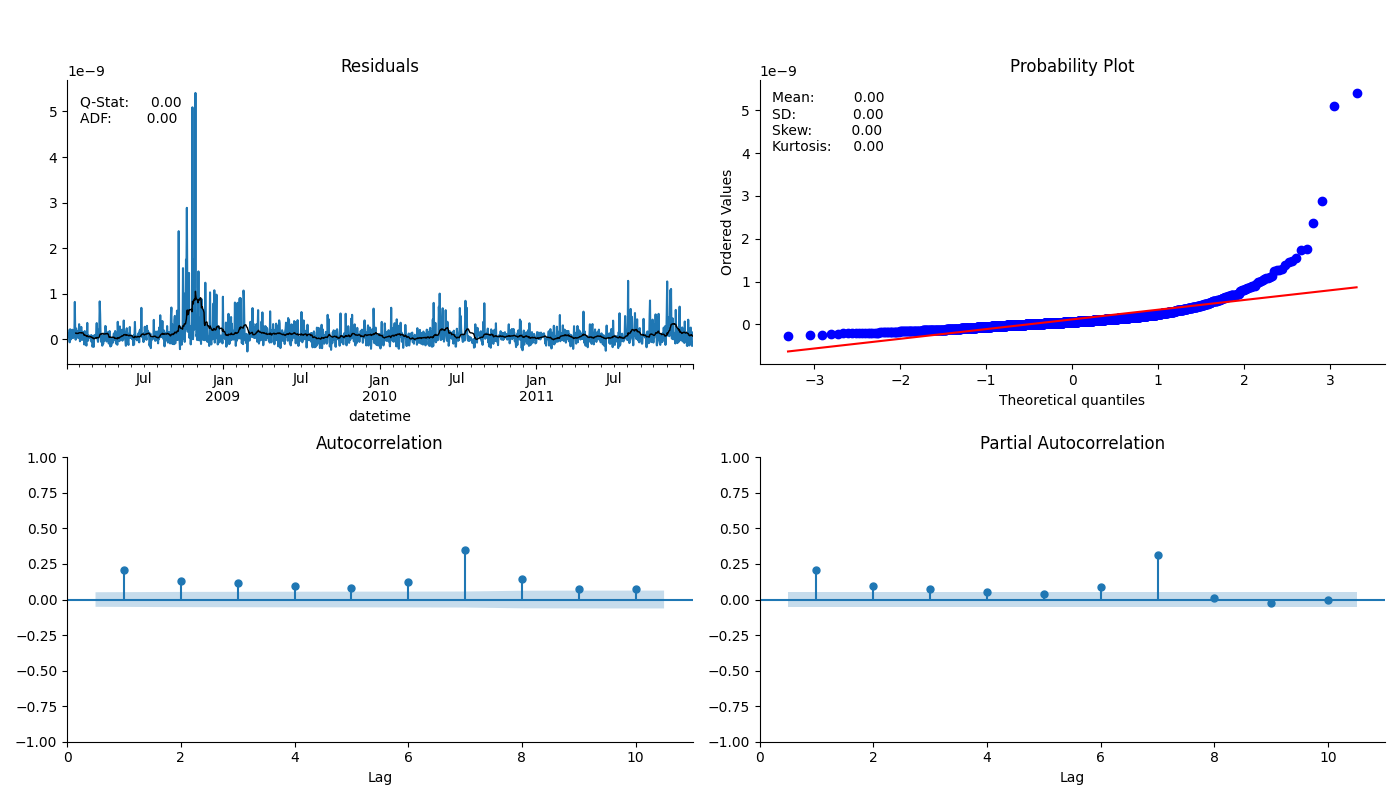 Residuals
1e−9
Q-Stat: 0.00
ADF: 0.00
5
4
3
2
1
0
Jul
Jan
2009
Jul
Jan
2010
Jul
Jan
2011
Jul
datetime
Probability Plot
1e−9
Mean: 0.00
SD: 0.00
Skew: 0.00
Kurtosis: 0.00
Ordered Values
5
4
3
2
1
0
−3 −2 −1 0 1 2 3
Theoretical quantiles
Autocorrelation
1.00
0.75
0.50
0.25
0.00
−0.25
−0.50
−0.75
−1.00
0 2 4 6 8 10
Lag
Partial Autocorrelation
1.00
0.75
0.50
0.25
0.00
−0.25
−0.50
−0.75
−1.00
0 2 4 6 8 10
Lag